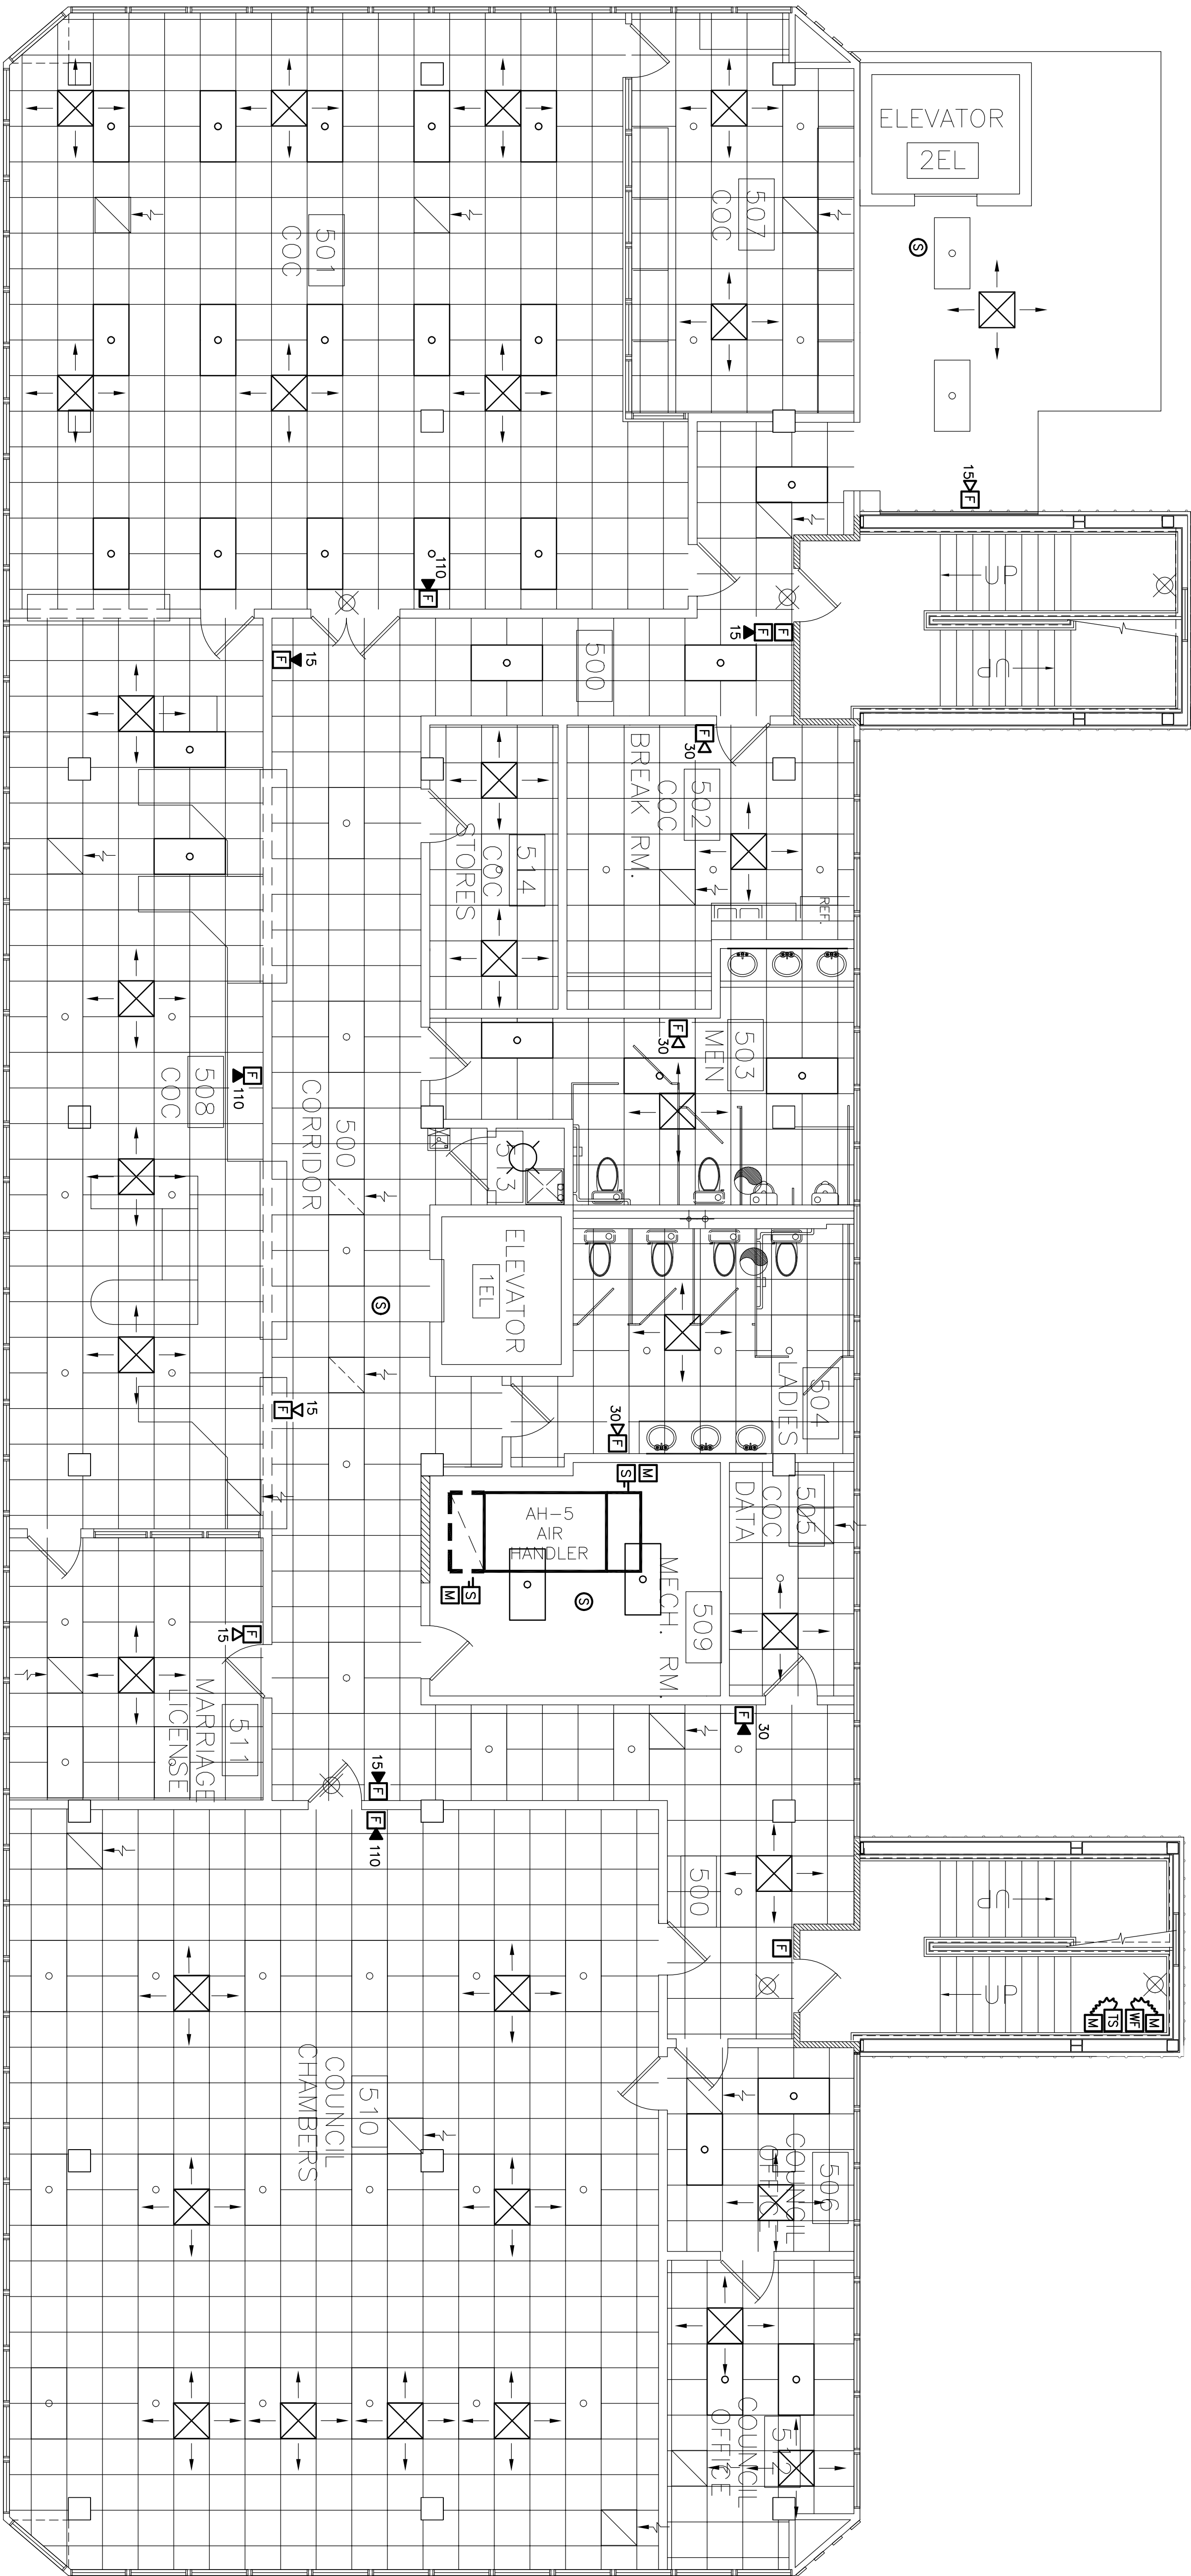 ELEVATOR
2EL
S
507
COC
501
COC
15
F
UP
UP
110
F
15
F
F
F
15
500
F
30
BREAK RM.
502
COC
514
COC
STORES
REF.
503
MEN
F
30
F
110
508
COC
500
CORRIDOR
513
ELEVATOR
1EL
S
504
LADIES
30
F
F
15
S
M
AH-5
AIR
HANDLER
M
S
S
MECH. RM.
509
505
COC
DATA
15
F
511
MARRIAGE
LICENSE
F
30
15
F
F
110
500
F
UP
UP
M
TS
WF
M
510
COUNCIL
CHAMBERS
506
COUNCIL
OFFICE
512
COUNCIL
OFFICE